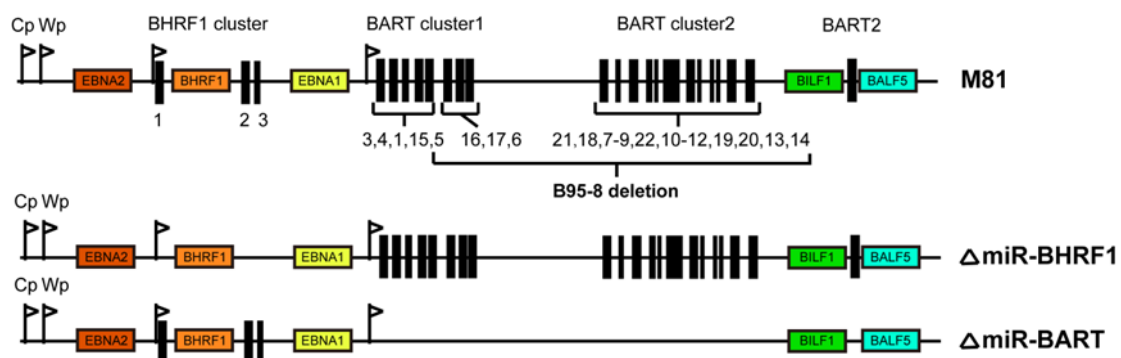 Cp Wp BHRF1 cluster BART cluster1 BART cluster2 BART2
EBNA2 BHRF1 EBNA1 BILF1 BALF5 M81
1 2 3
3,4,1,15,5 16,17,6 21,18,7-9,22,10-12,19,20,13,14
B95-8 deletion
Cp Wp
EBNA2 BHRF1 EBNA1 BILF1 BALF5 △miR-BHRF1
Cp Wp
EBNA2 BHRF1 EBNA1 BILF1 BALF5 △miR-BART